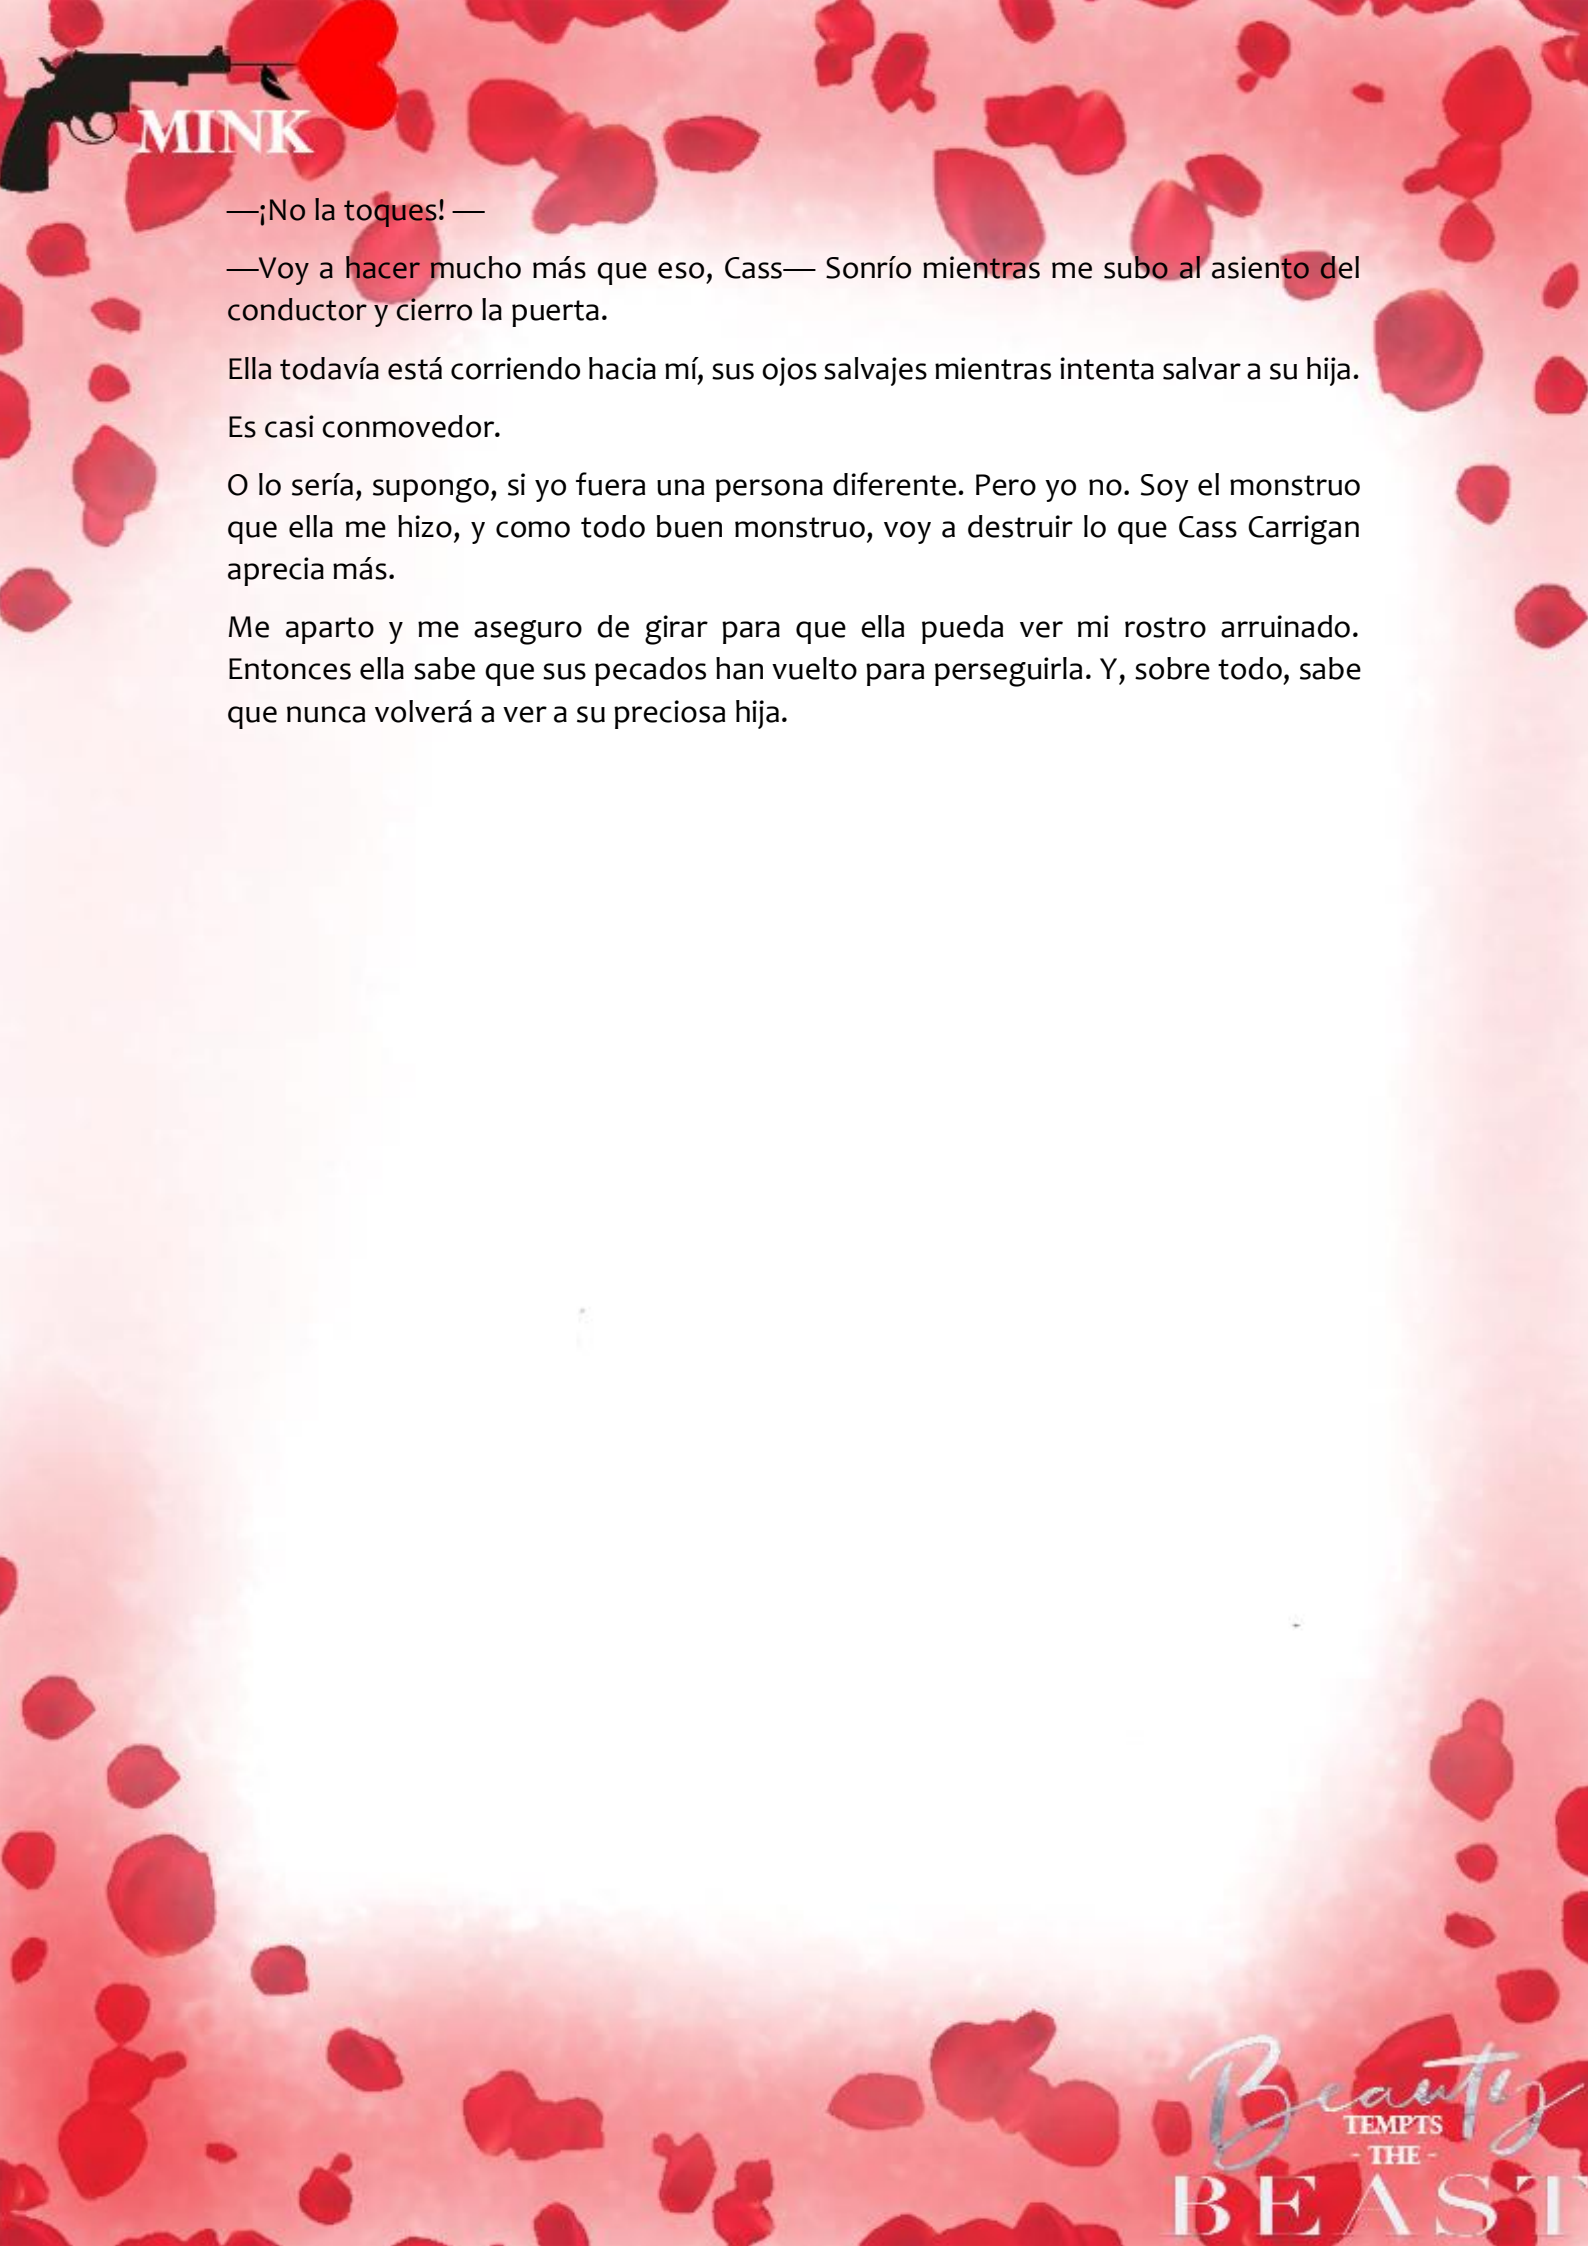 MINK
—¡No la toques! —
—Voy a hacer mucho más que eso, Cass— Sonrío mientras me subo al asiento del
conductor y cierro la puerta.
Ella todavía está corriendo hacia mí, sus ojos salvajes mientras intenta salvar a su hija.
Es casi conmovedor.
O lo sería, supongo, si yo fuera una persona diferente. Pero yo no. Soy el monstruo
que ella me hizo, y como todo buen monstruo, voy a destruir lo que Cass Carrigan
aprecia más.
Me aparto y me aseguro de girar para que ella pueda ver mi rostro arruinado.
Entonces ella sabe que sus pecados han vuelto para perseguirla. Y, sobre todo, sabe
que nunca volverá a ver a su preciosa hija.
Beauty
TEMPTS
- THE -
BEAST